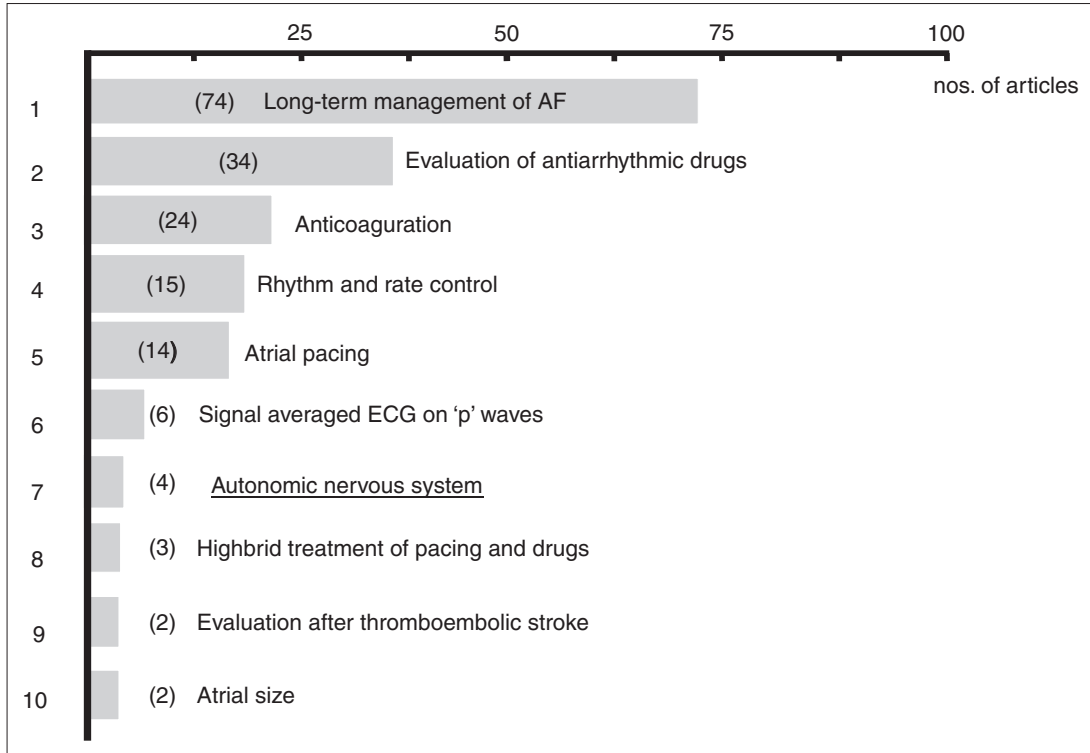 25 50 75 100
nos. of articles
1 (74) Long-term management of AF
2 (34) Evaluation of antiarrhythmic drugs
3 (24) Anticoaguration
4 (15) Rhythm and rate control
5 (14) Atrial pacing
6 (6) Signal averaged ECG on ‘p’ waves
7 (4) Autonomic nervous system
8 (3) Highbrid treatment of pacing and drugs
9 (2) Evaluation after thromboembolic stroke
10 (2) Atrial size